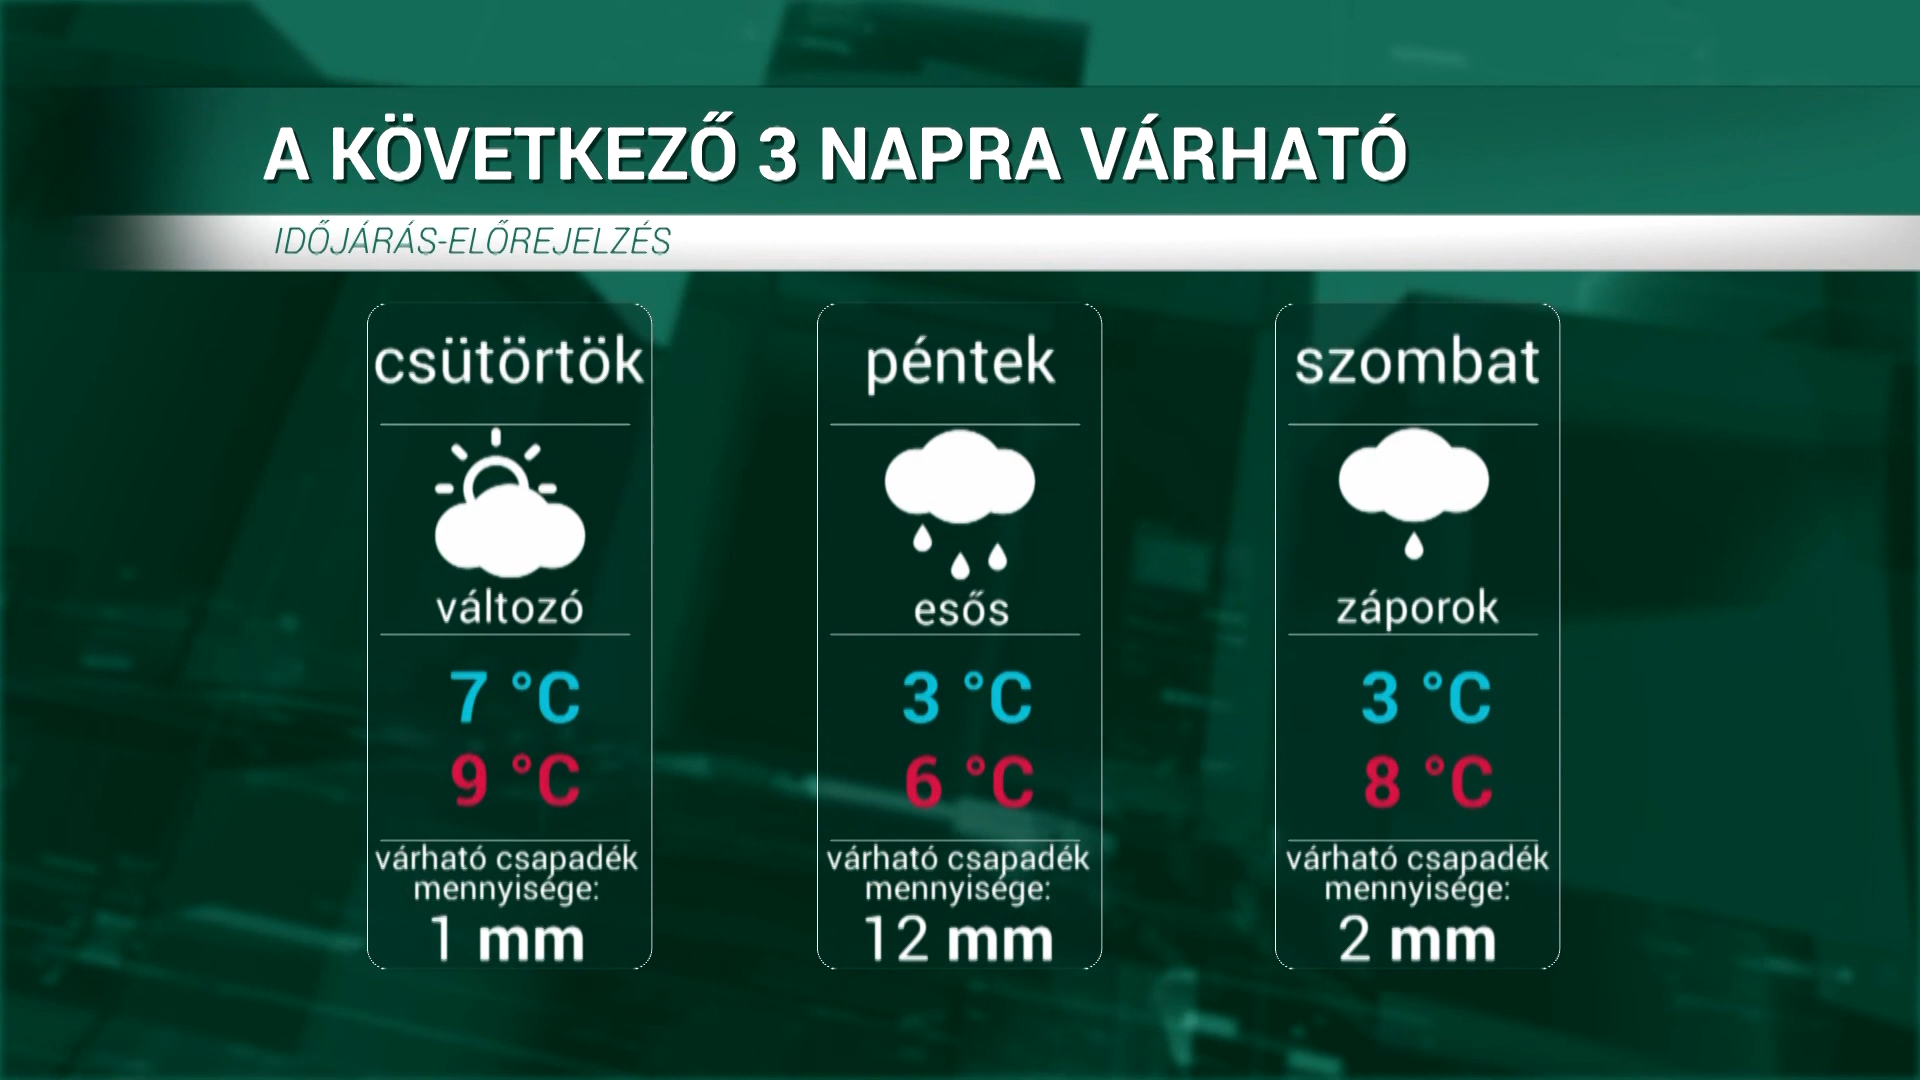 A KÖVETKEZŐ 3 NAPRA VÁRHATÓ
IDŐJÁRÁS-ELŐREJELZÉS
csütörtök
változó
7 °C
9 °C
várható csapadék
mennyisége:
1 mm
péntek
esős
3 °C
6 °C
várható csapadék
mennyisége:
12 mm
szombat
záporok
3 °C
8 °C
várható csapadék
mennyisége:
2 mm